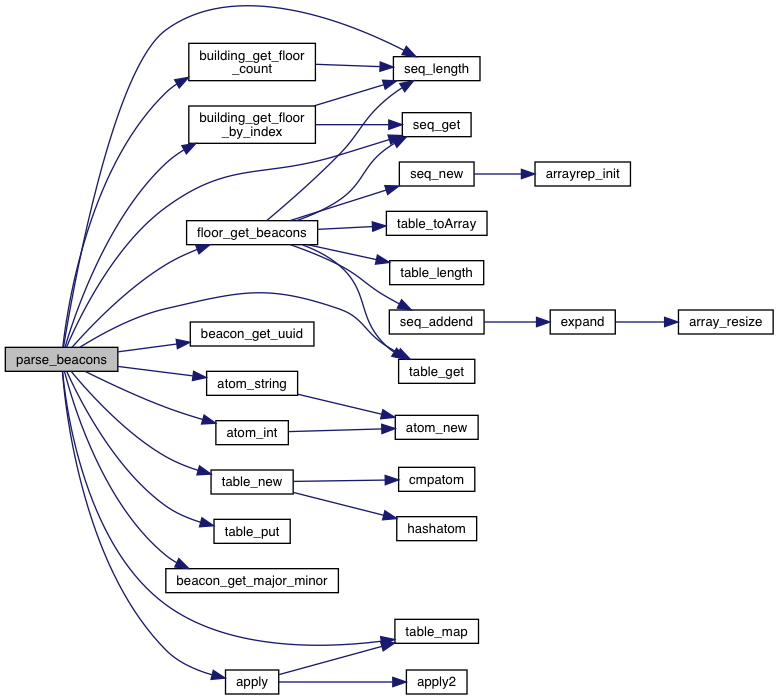 parse_beacons
building_get_floor
_count
building_get_floor
_by_index
floor_get_beacons
beacon_get_uuid
atom_string
atom_int
table_new
table_put
beacon_get_major_minor
apply
seq_length
seq_get
seq_new
table_toArray
table_length
seq_addend
table_get
atom_new
cmpatom
hashatom
table_map
apply2
arrayrep_init
expand
array_resize